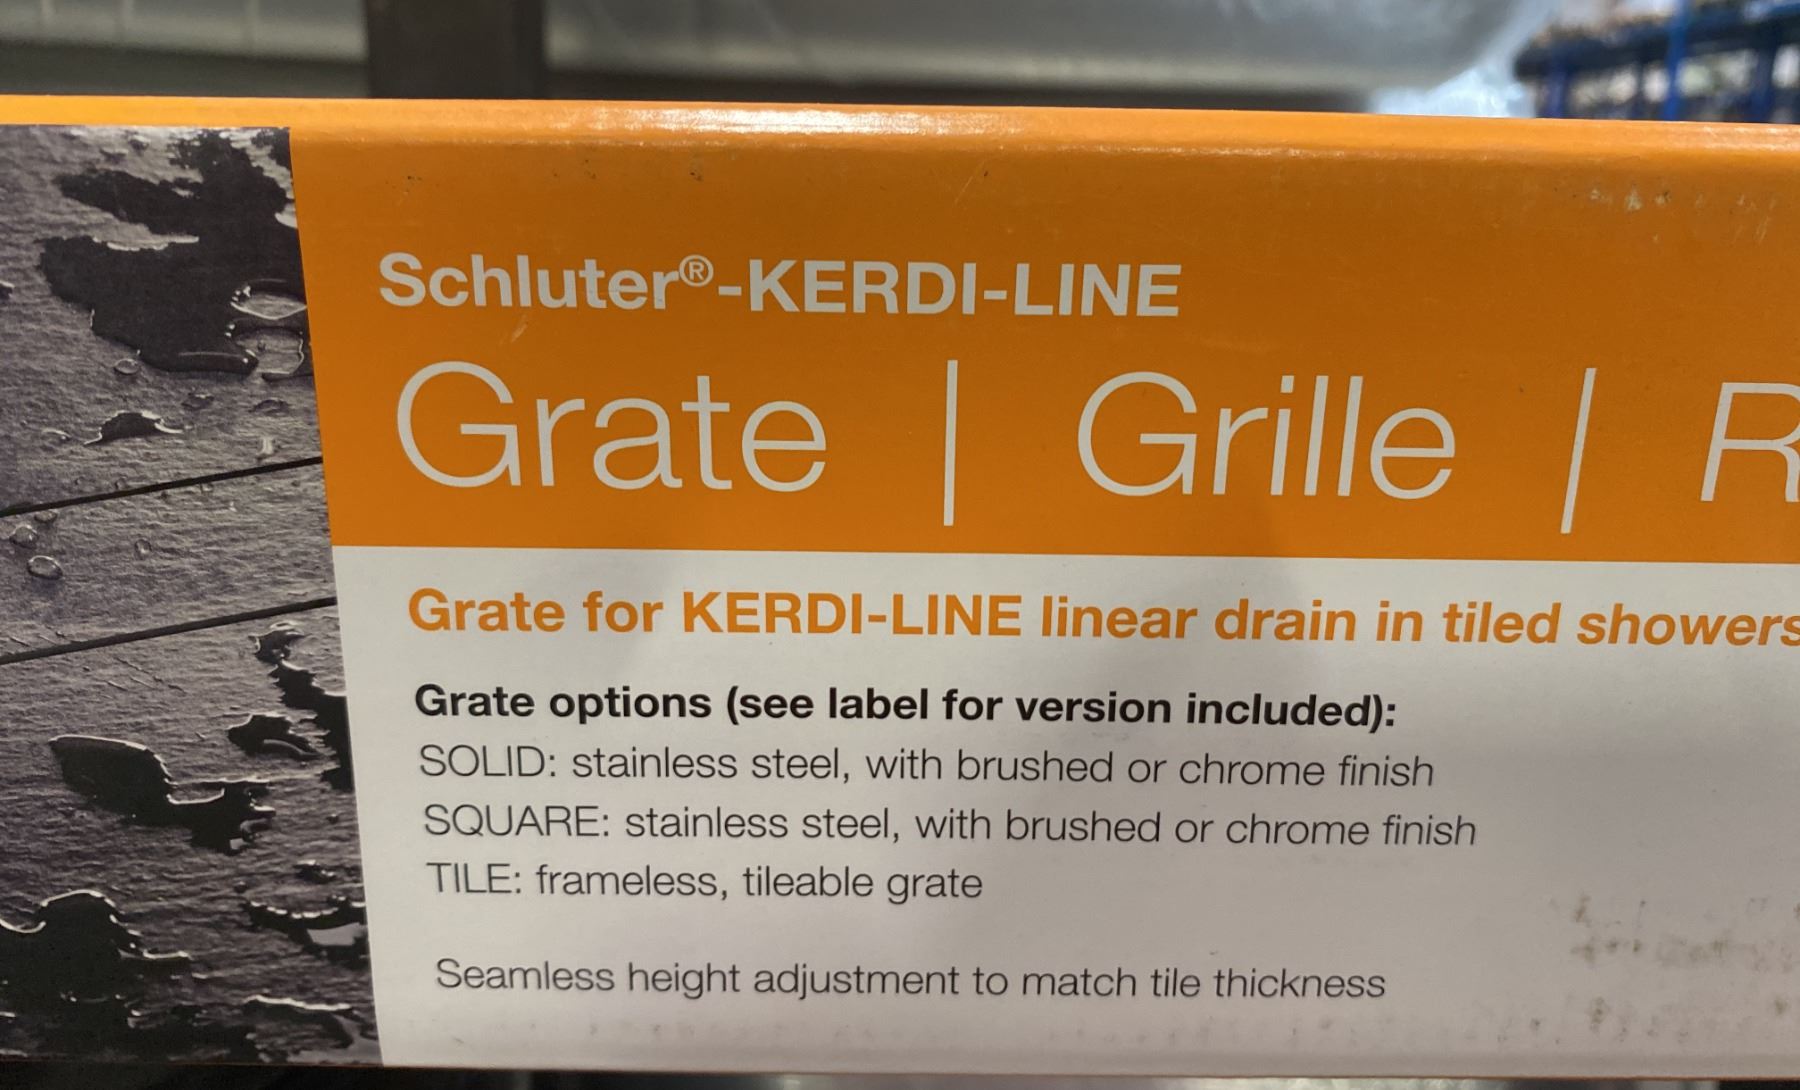 Schluter®-KERDI-LINE
Grate | Grille | R
Grate for KERDI-LINE linear drain in tiled showers
Grate options (see label for version included):
SOLID: stainless steel, with brushed or chrome finish
SQUARE: stainless steel, with brushed or chrome finish
TILE: frameless, tileable grate
Seamless height adjustment to match tile thickness